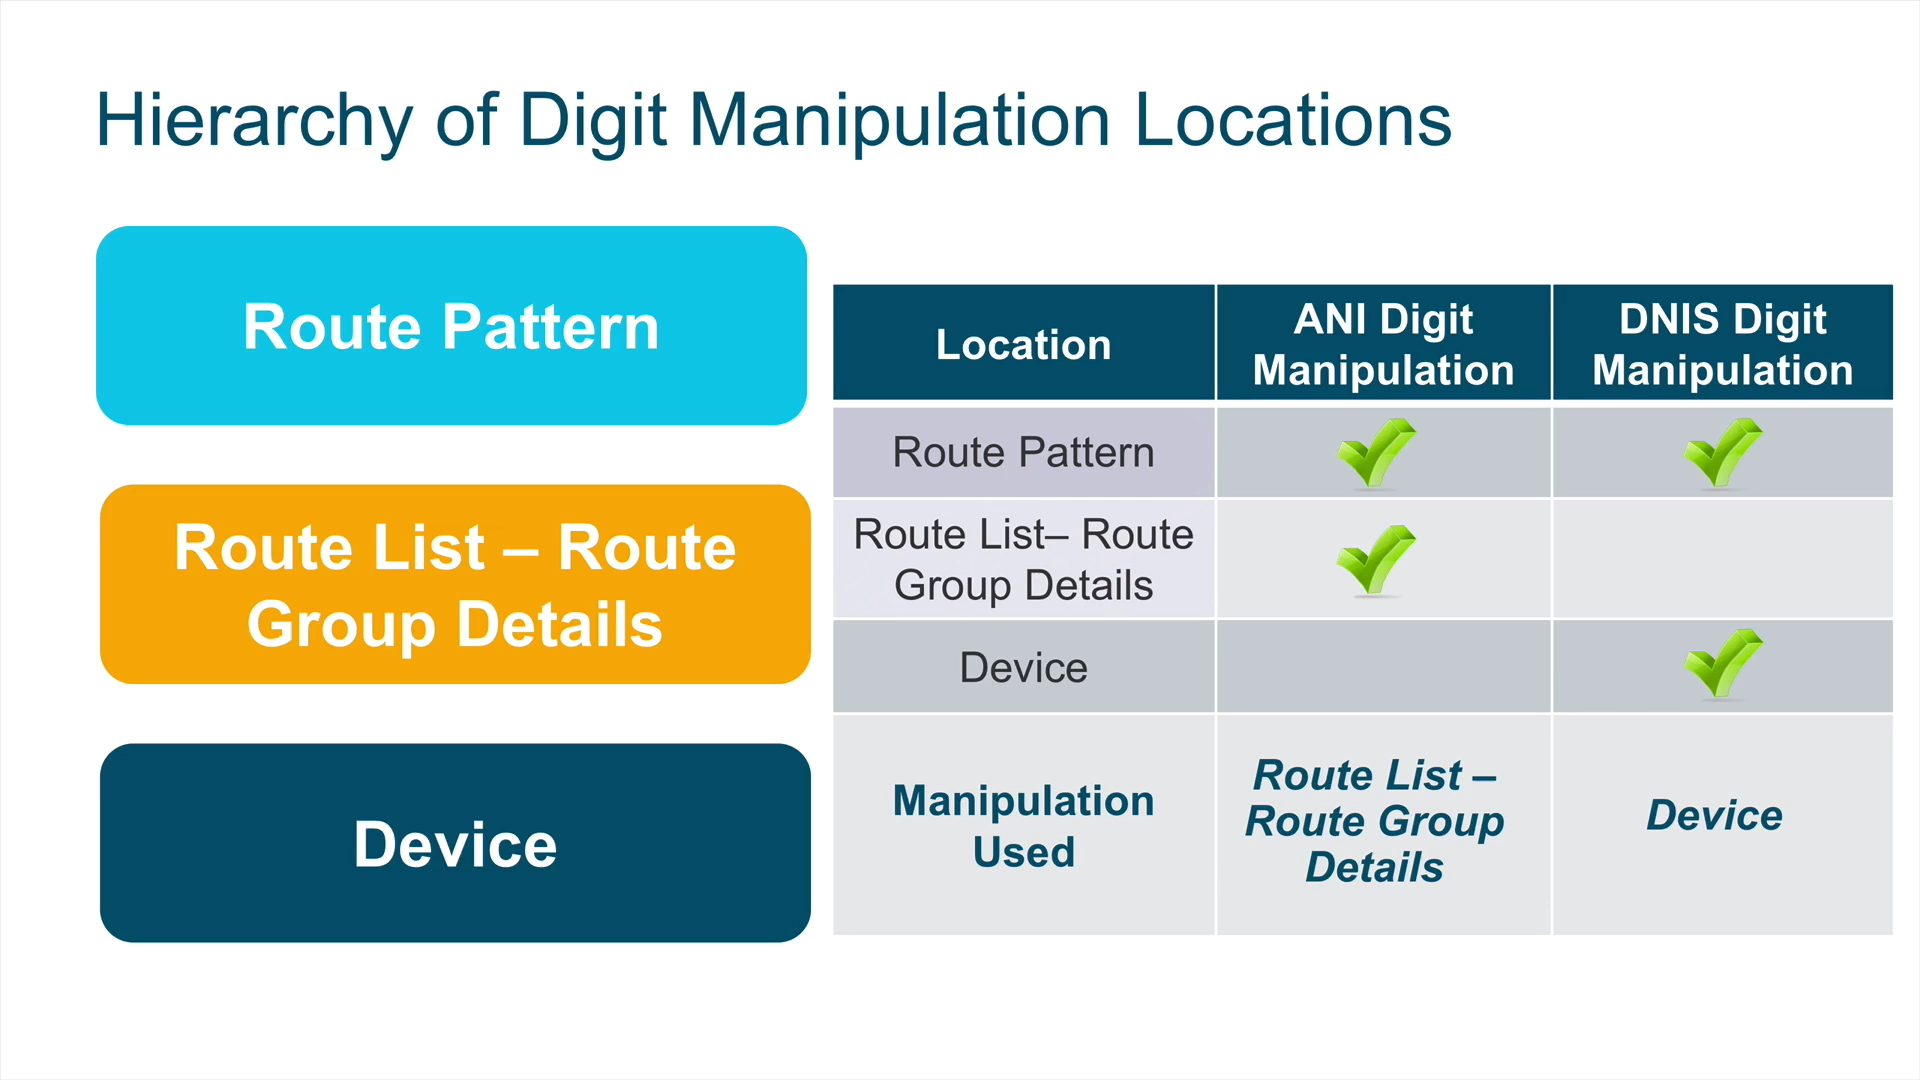 Hierarchy of Digit Manipulation Locations
Route Pattern
Route List – Route
Group Details
Device
Location
ANI Digit
Manipulation
DNIS Digit
Manipulation
Route Pattern
Route List– Route
Group Details
Device
Manipulation
Used
Route List –
Route Group
Details
Device